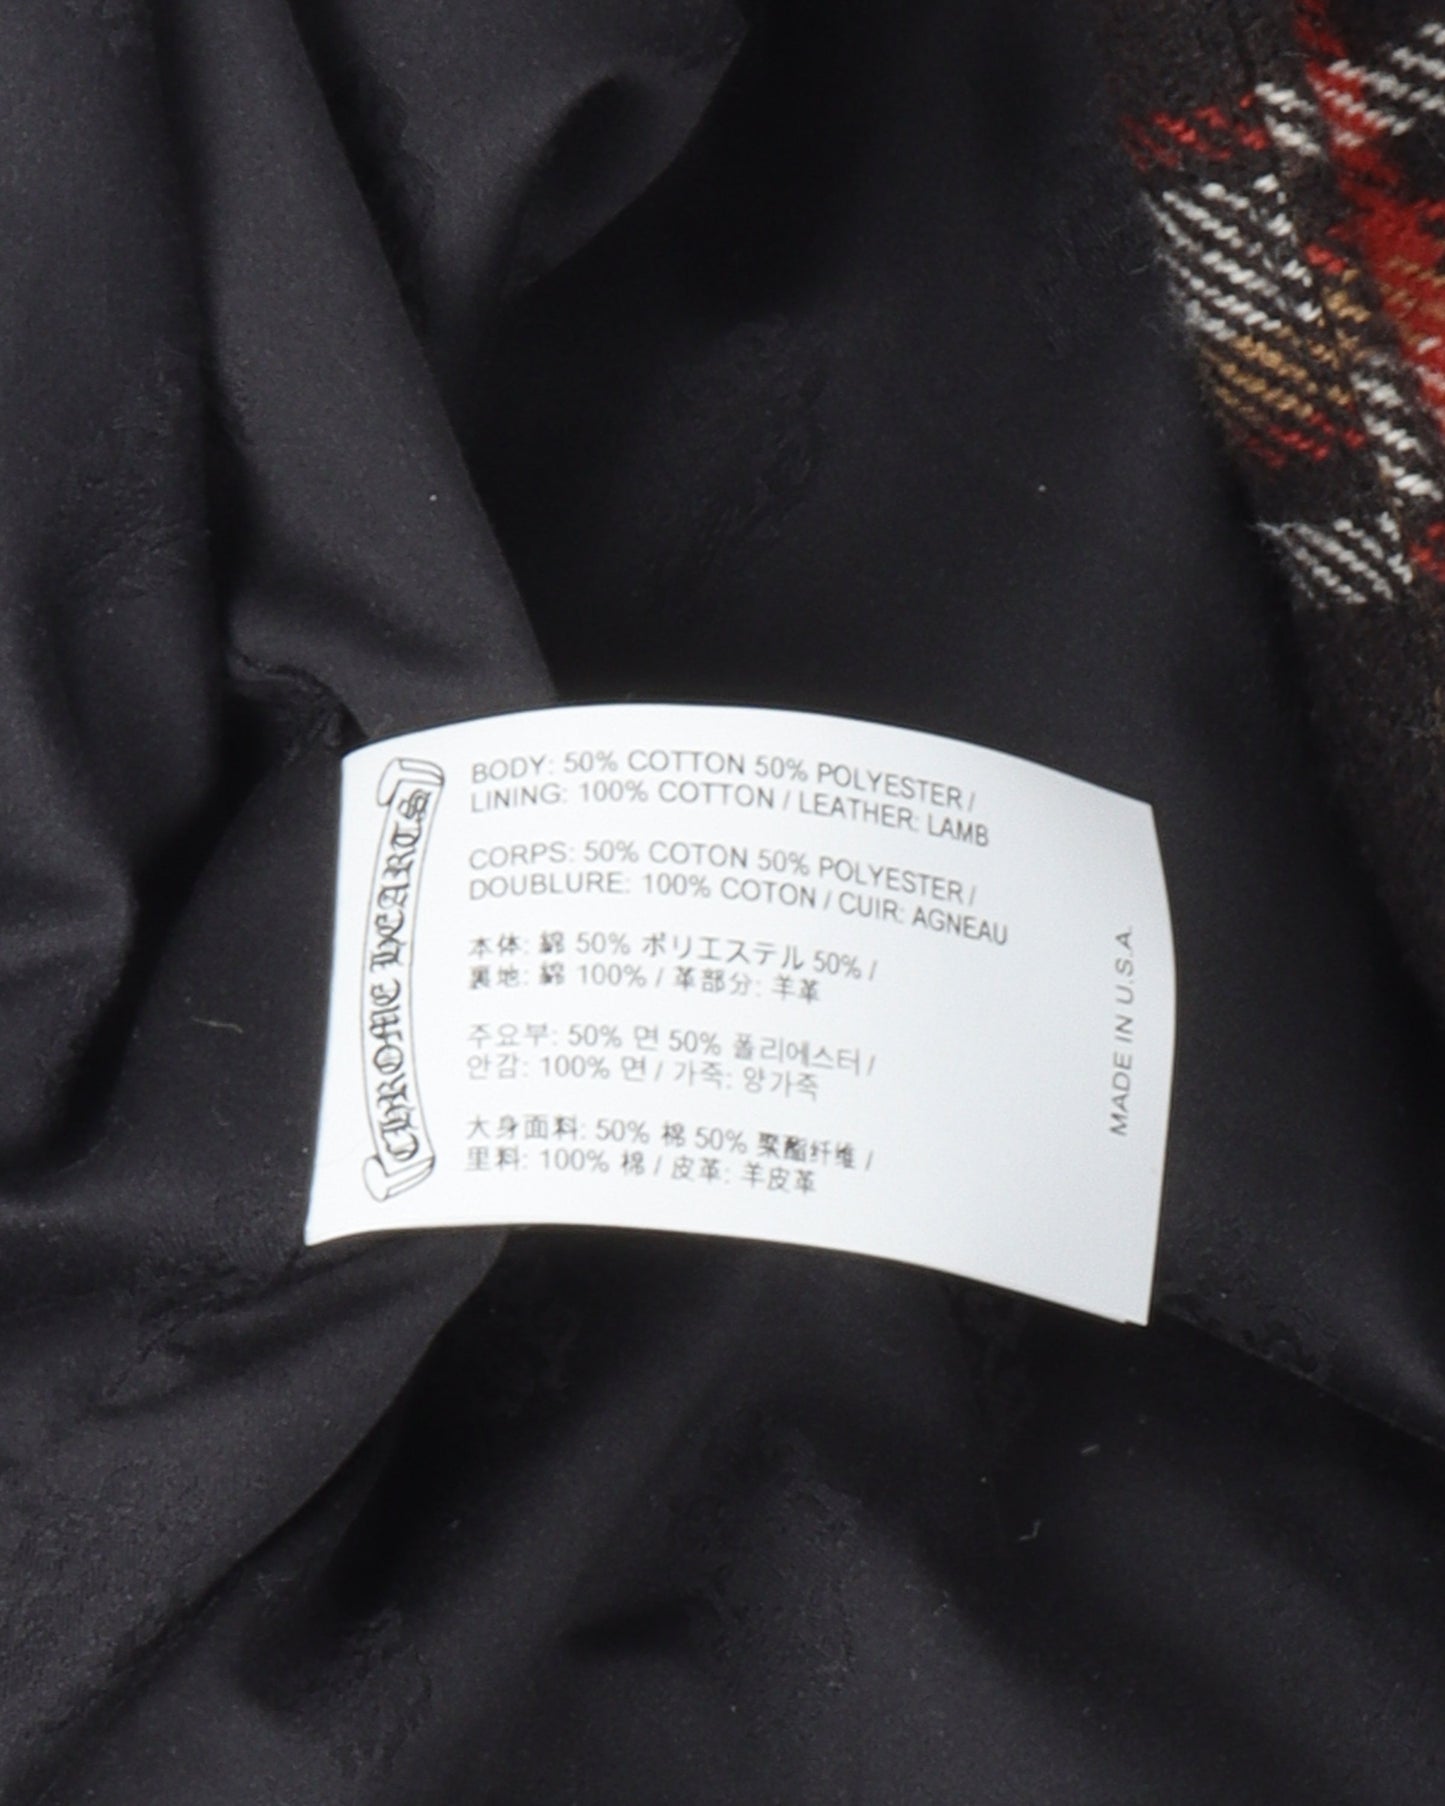 CHROME HEARTS
BODY: 50% COTTON 50% POLYESTER /
LINING: 100% COTTON / LEATHER: LAMB
CORPS: 50% COTON 50% POLYESTER /
DOUBLURE: 100% COTON / CUIR: AGNEAU
本体: 綿 50% ポリエステル 50% /
裏地: 綿 100% / 革部分: 羊革
주요부: 50% 면 50% 폴리에스터 /
안감: 100% 면 / 가죽: 양가죽
大身面料: 50% 棉 50% 聚酯纤维 /
里料: 100% 棉 / 皮革: 羊皮革
MADE IN U.S.A.